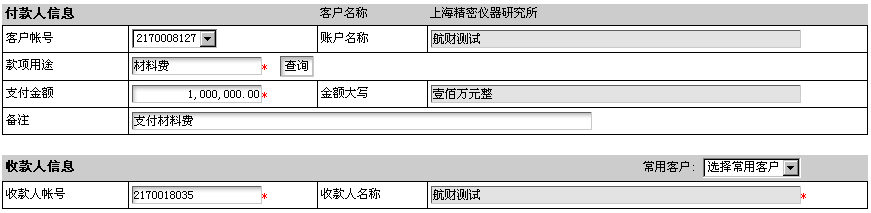 付款人信息 客户名称 上海精密仪器研究所
客户帐号 2170008127 账户名称 航财测试
款项用途 材料费* 查询
支付金额 1,000,000.00* 金额大写 壹佰万元整
备注 支付材料费
收款人信息 常用客户: 选择常用客户
收款人帐号 2170018035* 收款人名称 航财测试*